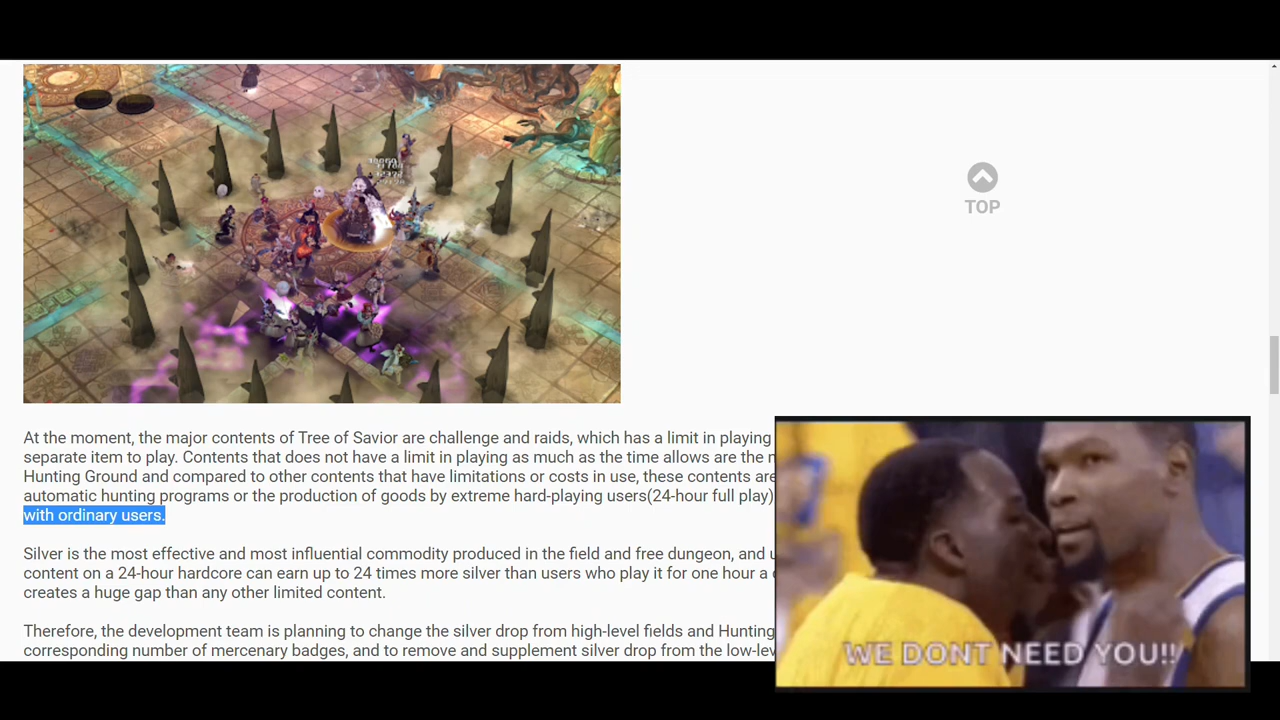 TOP
At the moment, the major contents of Tree of Savior are challenge and raids, which has a limit in playing
separate item to play. Contents that does not have a limit in playing as much as the time allows are the
Hunting Ground and compared to other contents that have limitations or costs in use, these contents are
automatic hunting programs or the production of goods by extreme hard-playing users(24-hour full play)
with ordinary users.
Silver is the most effective and most influential commodity produced in the field and free dungeon, and
content on a 24-hour hardcore can earn up to 24 times more silver than users who play it for one hour a
creates a huge gap than any other limited content.
Therefore, the development team is planning to change the silver drop from high-level fields and Hunting
corresponding number of mercenary badges, and to remove and supplement silver drop from the
WE DONT NEED YOU!!